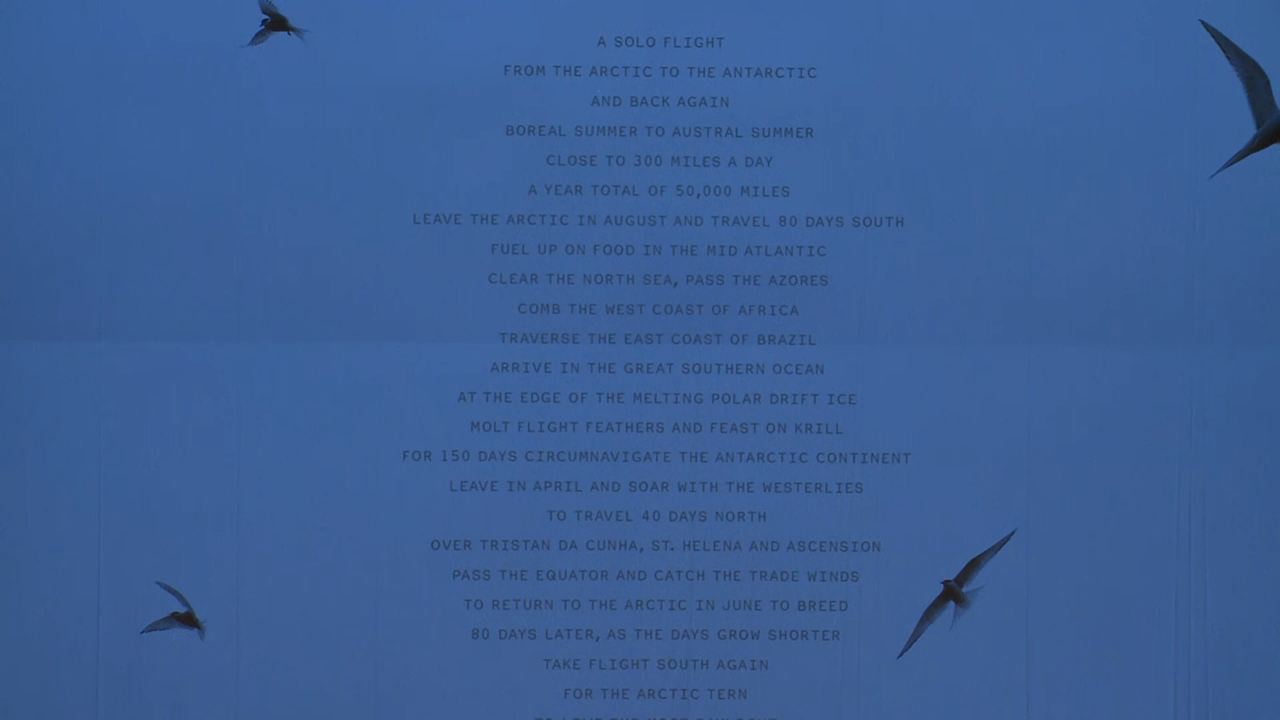 A SOLO FLIGHT
FROM THE ARCTIC TO THE ANTARCTIC
AND BACK AGAIN
BOREAL SUMMER TO AUSTRAL SUMMER
CLOSE TO 300 MILES A DAY
A YEAR TOTAL OF 50,000 MILES
LEAVE THE ARCTIC IN AUGUST AND TRAVEL 80 DAYS SOUTH
FUEL UP ON FOOD IN THE MID ATLANTIC
CLEAR THE NORTH SEA, PASS THE AZORES
COMB THE WEST COAST OF AFRICA
TRAVERSE THE EAST COAST OF BRAZIL
ARRIVE IN THE GREAT SOUTHERN OCEAN
AT THE EDGE OF THE MELTING POLAR DRIFT ICE
MOLT FLIGHT FEATHERS AND FEAST ON KRILL
FOR 150 DAYS CIRCUMNAVIGATE THE ANTARCTIC CONTINENT
LEAVE IN APRIL AND SOAR WITH THE WESTERLIES
TO TRAVEL 40 DAYS NORTH
OVER TRISTAN DA CUNHA, ST. HELENA AND ASCENSION
PASS THE EQUATOR AND CATCH THE TRADE WINDS
TO RETURN TO THE ARCTIC IN JUNE TO BREED
80 DAYS LATER, AS THE DAYS GROW SHORTER
TAKE FLIGHT SOUTH AGAIN
FOR THE ARCTIC TERN